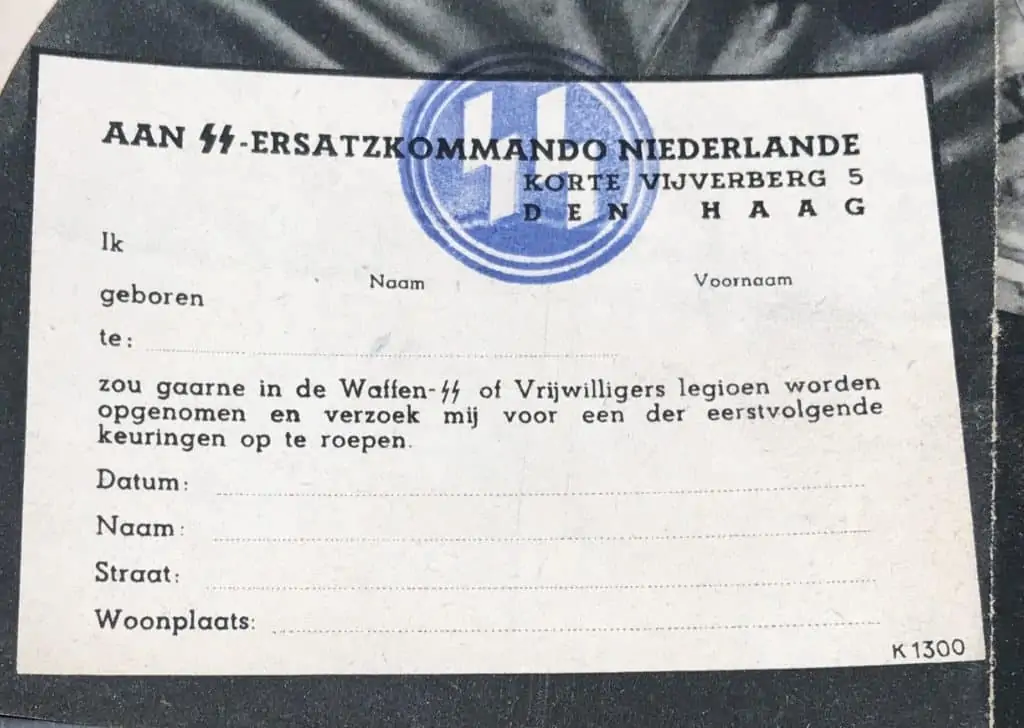 AAN ᛋᛋ-ERSATZKOMMANDO NIEDERLANDE
KORTE VIJVERBERG 5
DEN HAAG
Ik
Naam Voornaam
geboren
te:
zou gaarne in de Waffen-ᛋᛋ of Vrijwilligers legioen worden
opgenomen en verzoek mij voor een der eerstvolgende
keuringen op te roepen.
Datum:
Naam:
Straat:
Woonplaats:
K 1300